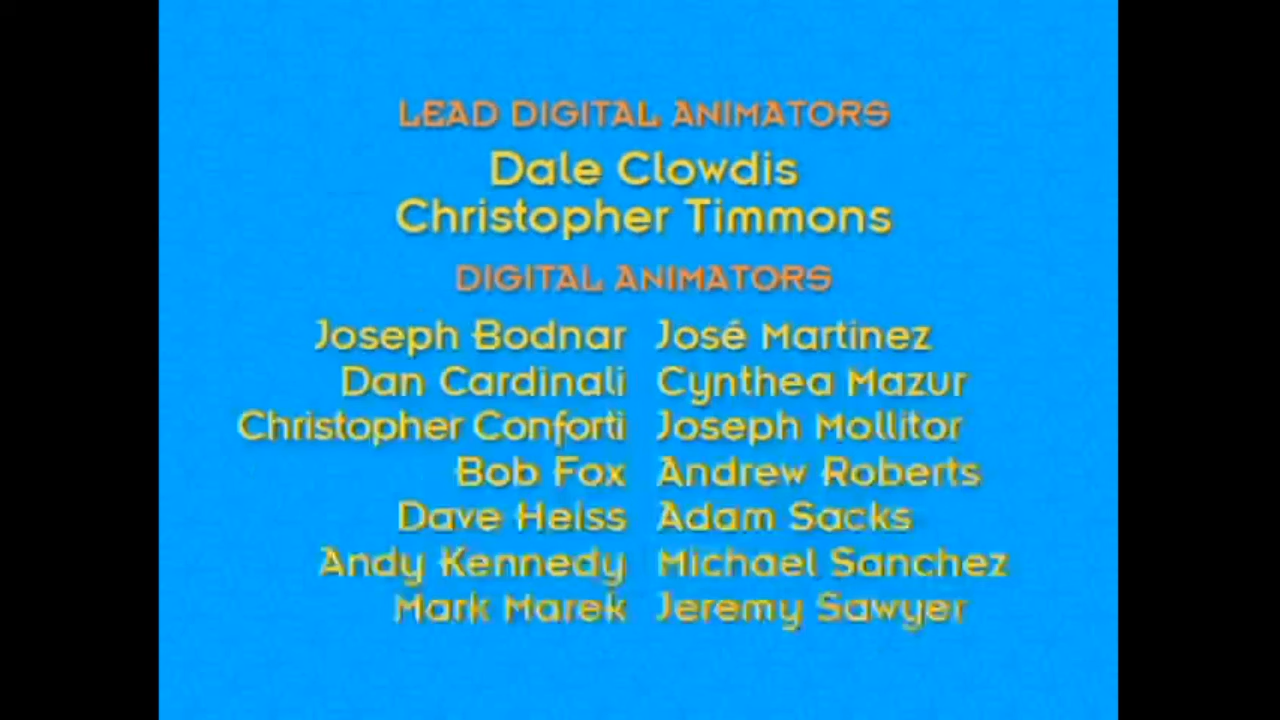 LEAD DIGITAL ANIMATORS
Dale Clowdis
Christopher Timmons
DIGITAL ANIMATORS
Joseph Bodnar José Martinez
Dan Cardinali Cynthea Mazur
Christopher Conforti Joseph Mollitor
Bob Fox Andrew Roberts
Dave Heiss Adam Sacks
Andy Kennedy Michael Sanchez
Mark Marek Jeremy Sawyer